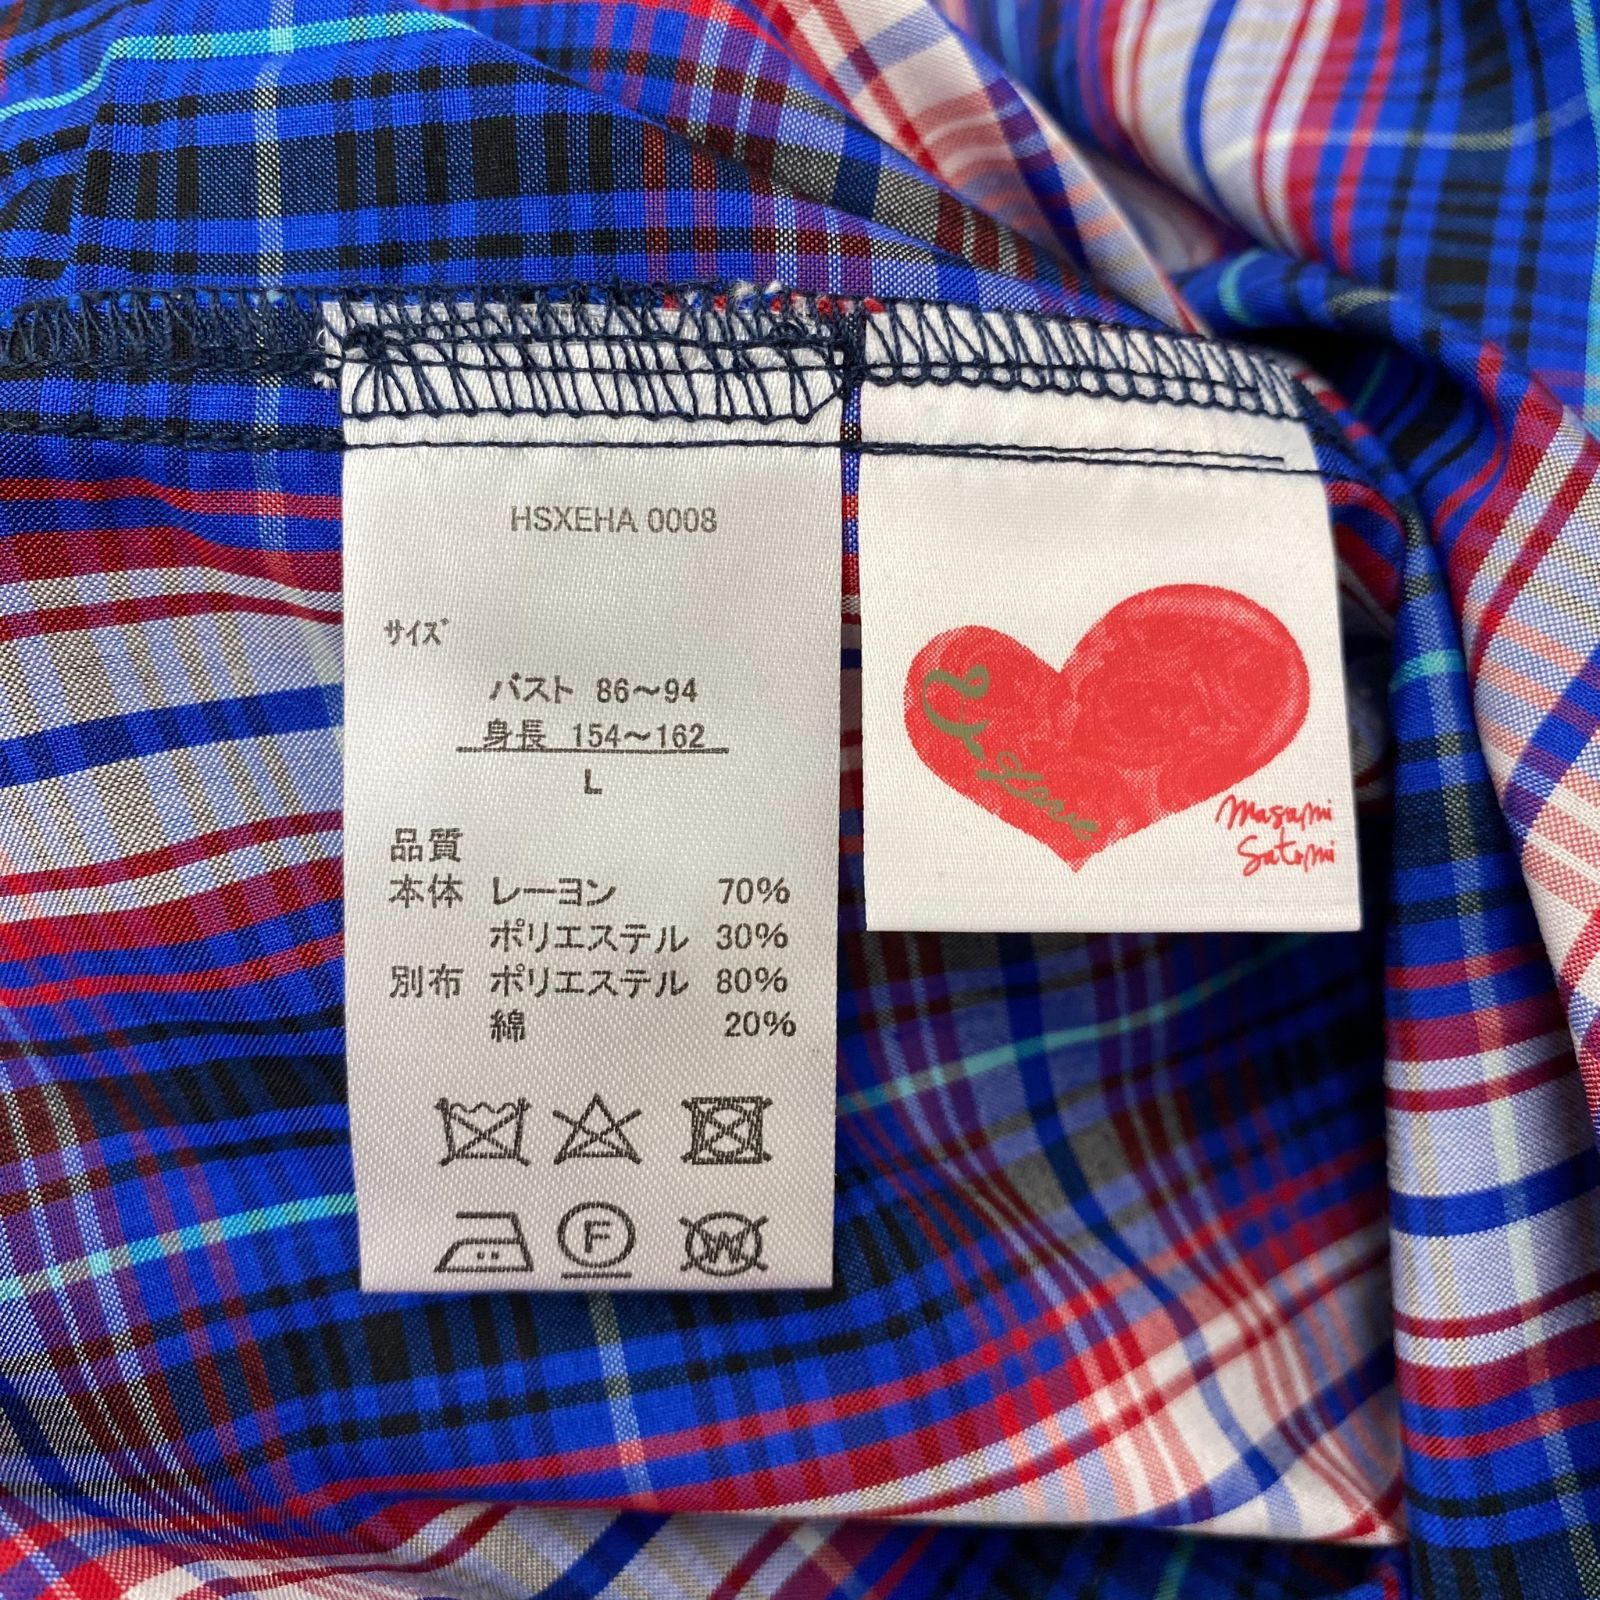 HSXEHA 0008
サイズ
バスト 86～94
身長 154～162
L
品質
本体 レーヨン 70%
ポリエステル 30%
別布 ポリエステル 80%
綿 20%
F
W
Love
Masami
Satomi